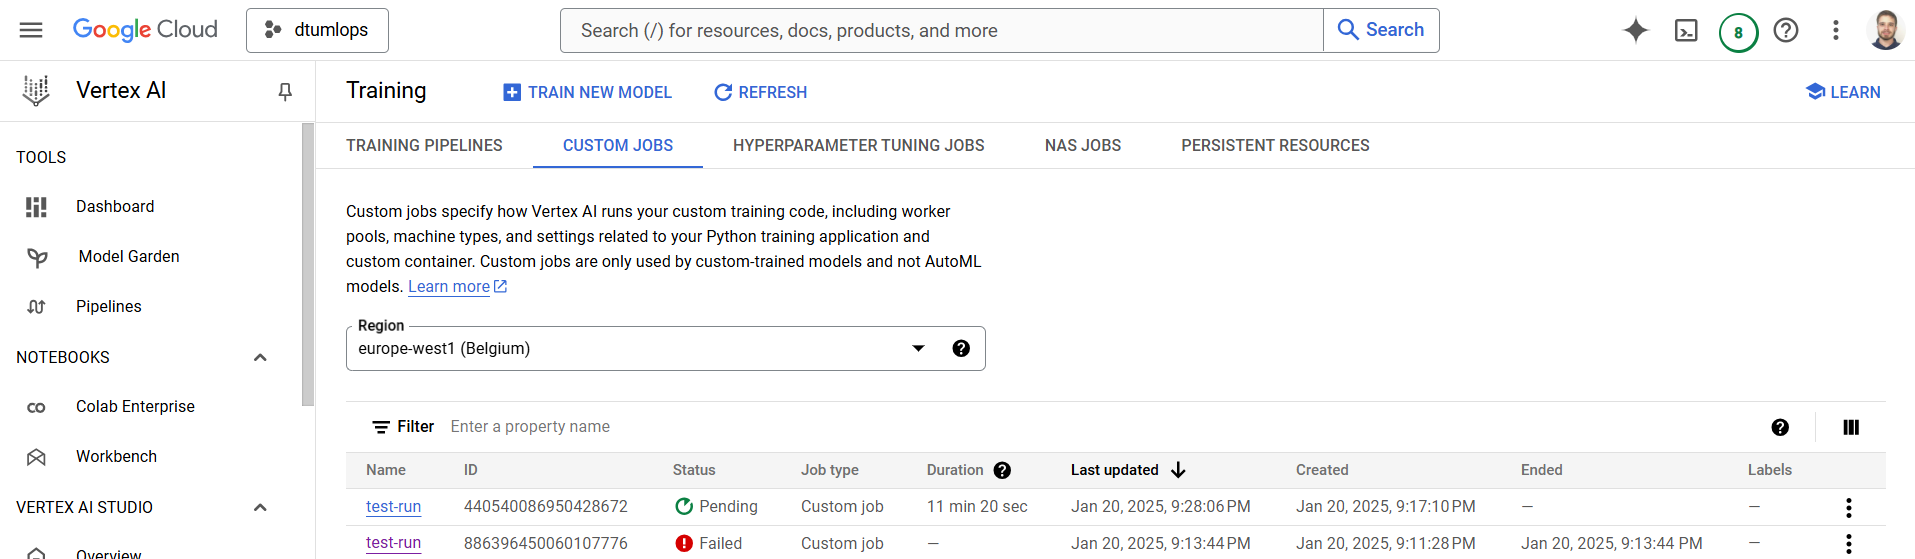 Google Cloud
dtumlops
Search (/) for resources, docs, products, and more
Search
8
Vertex AI
Training
TRAIN NEW MODEL
REFRESH
LEARN
TOOLS
Dashboard
Model Garden
Pipelines
NOTEBOOKS
Colab Enterprise
Workbench
VERTEX AI STUDIO
Overview
TRAINING PIPELINES
CUSTOM JOBS
HYPERPARAMETER TUNING JOBS
NAS JOBS
PERSISTENT RESOURCES
Custom jobs specify how Vertex AI runs your custom training code, including worker
pools, machine types, and settings related to your Python training application and
custom container. Custom jobs are only used by custom-trained models and not AutoML
models. Learn more
Region
europe-west1 (Belgium)
Filter Enter a property name
Name ID Status Job type Duration Last updated Created Ended Labels
test-run 440540086950428672 Pending Custom job 11 min 20 sec Jan 20, 2025, 9:28:06 PM Jan 20, 2025, 9:17:10 PM — —
test-run 886396450060107776 Failed Custom job — Jan 20, 2025, 9:13:44 PM Jan 20, 2025, 9:11:28 PM Jan 20, 2025, 9:13:44 PM —